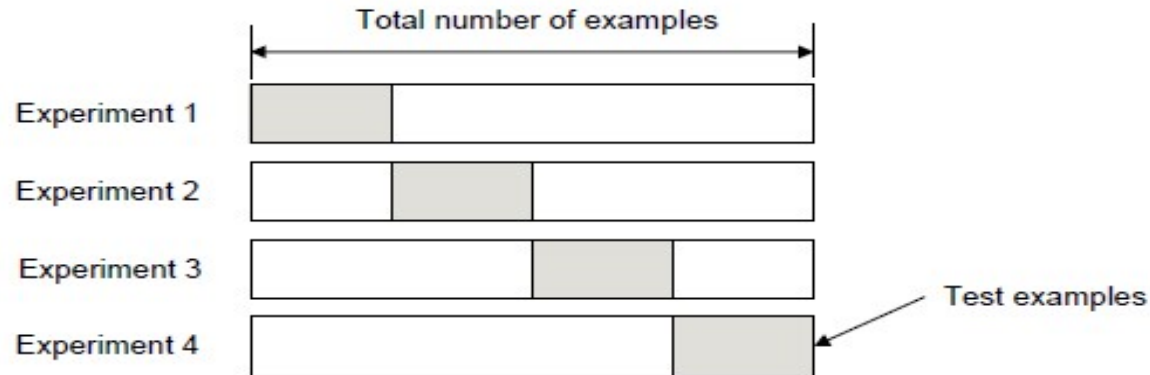 Total number of examples
Experiment 1
Experiment 2
Experiment 3
Test examples
Experiment 4